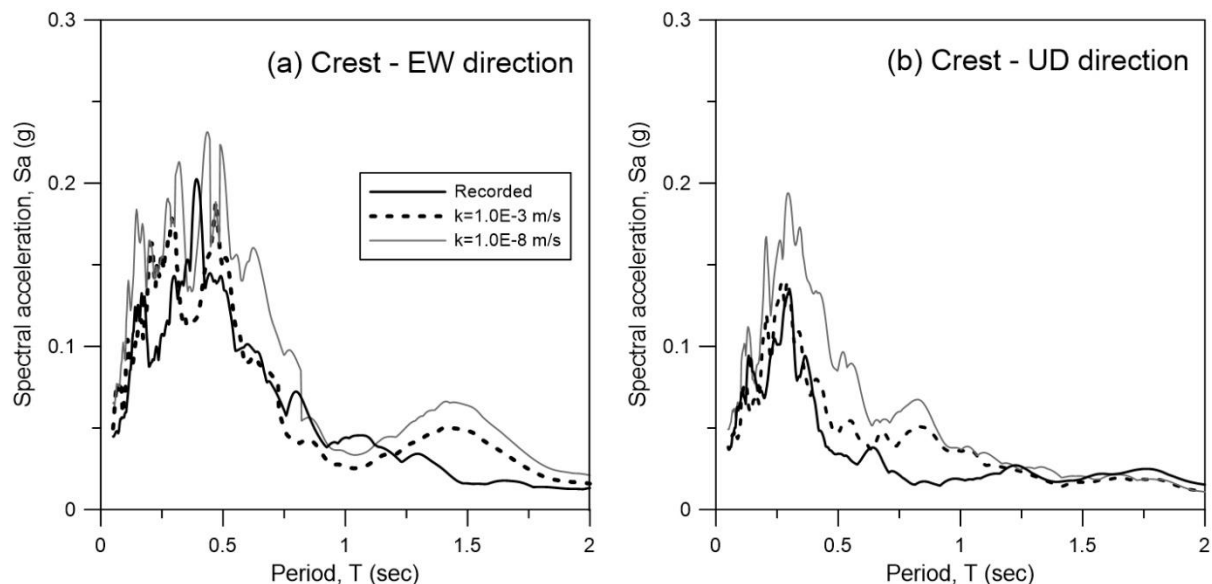 (a) Crest - EW direction
Spectral acceleration, Sa (g)
0.3
0.2
0.1
0
Recorded
k=1.0E-3 m/s
k=1.0E-8 m/s
0
0.5
1
1.5
2
Period, T (sec)
(b) Crest - UD direction
Spectral acceleration, Sa (g)
0.3
0.2
0.1
0
0
0.5
1
1.5
2
Period, T (sec)